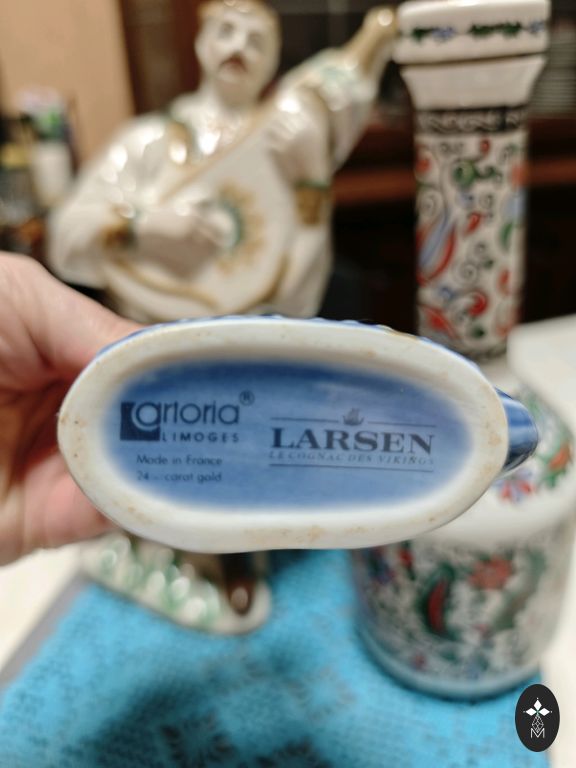 artoria®
LIMOGES
Made in France
24 - carat gold
LARSEN
LE COGNAC DES VIKINGS
M